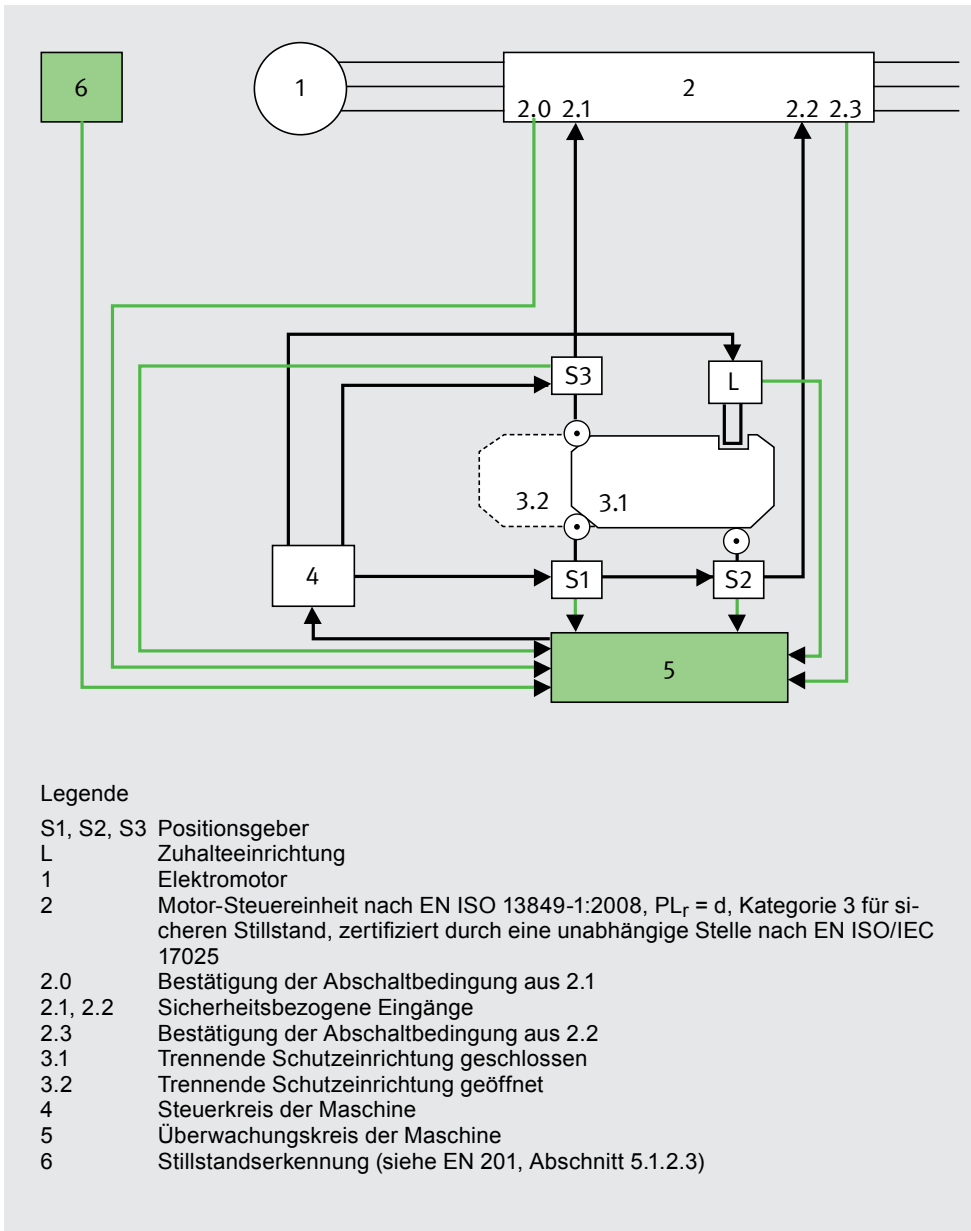 6
1
2
2.0 2.1
2.2 2.3
S3
L
3.2
3.1
4
S1
S2
5
Legende
S1, S2, S3 Positionsgeber
L Zuhalteeinrichtung
1 Elektromotor
2 Motor-Steuereinheit nach EN ISO 13849-1:2008, PLr = d, Kategorie 3 für si-
cheren Stillstand, zertifiziert durch eine unabhängige Stelle nach EN ISO/IEC
17025
2.0 Bestätigung der Abschaltbedingung aus 2.1
2.1, 2.2 Sicherheitsbezogene Eingänge
2.3 Bestätigung der Abschaltbedingung aus 2.2
3.1 Trennende Schutzeinrichtung geschlossen
3.2 Trennende Schutzeinrichtung geöffnet
4 Steuerkreis der Maschine
5 Überwachungskreis der Maschine
6 Stillstandserkennung (siehe EN 201, Abschnitt 5.1.2.3)